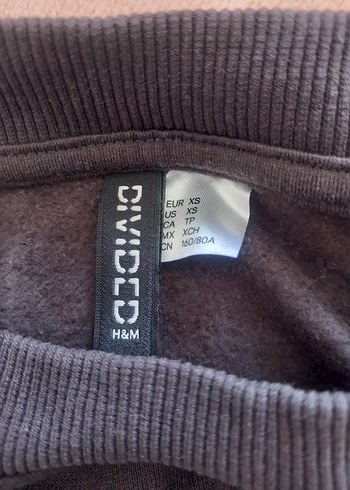 DIVIDED
H&M
EUR XS
US XS
CA TP
MX XCH
CN 160/80A